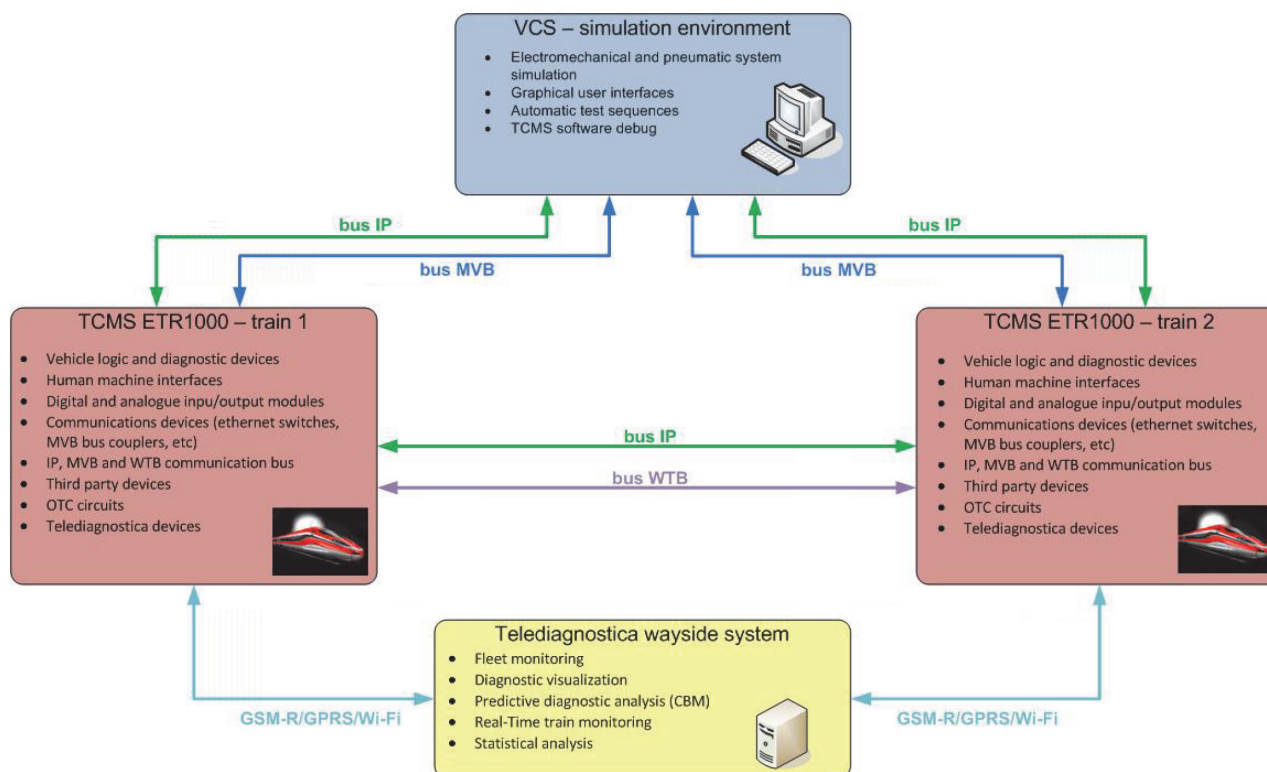 VCS – simulation environment
• Electromechanical and pneumatic system
simulation
• Graphical user interfaces
• Automatic test sequences
• TCMS software debug
bus IP
bus MVB
bus MVB
bus IP
TCMS ETR1000 – train 1
• Vehicle logic and diagnostic devices
• Human machine interfaces
• Digital and analogue inpu/output modules
• Communications devices (ethernet switches,
MVB bus couplers, etc)
• IP, MVB and WTB communication bus
• Third party devices
• OTC circuits
• Telediagnostica devices
bus IP
bus WTB
TCMS ETR1000 – train 2
• Vehicle logic and diagnostic devices
• Human machine interfaces
• Digital and analogue inpu/output modules
• Communications devices (ethernet switches,
MVB bus couplers, etc)
• IP, MVB and WTB communication bus
• Third party devices
• OTC circuits
• Telediagnostica devices
GSM-R/GPRS/Wi-Fi
Telediagnostica wayside system
• Fleet monitoring
• Diagnostic visualization
• Predictive diagnostic analysis (CBM)
• Real-Time train monitoring
• Statistical analysis
GSM-R/GPRS/Wi-Fi